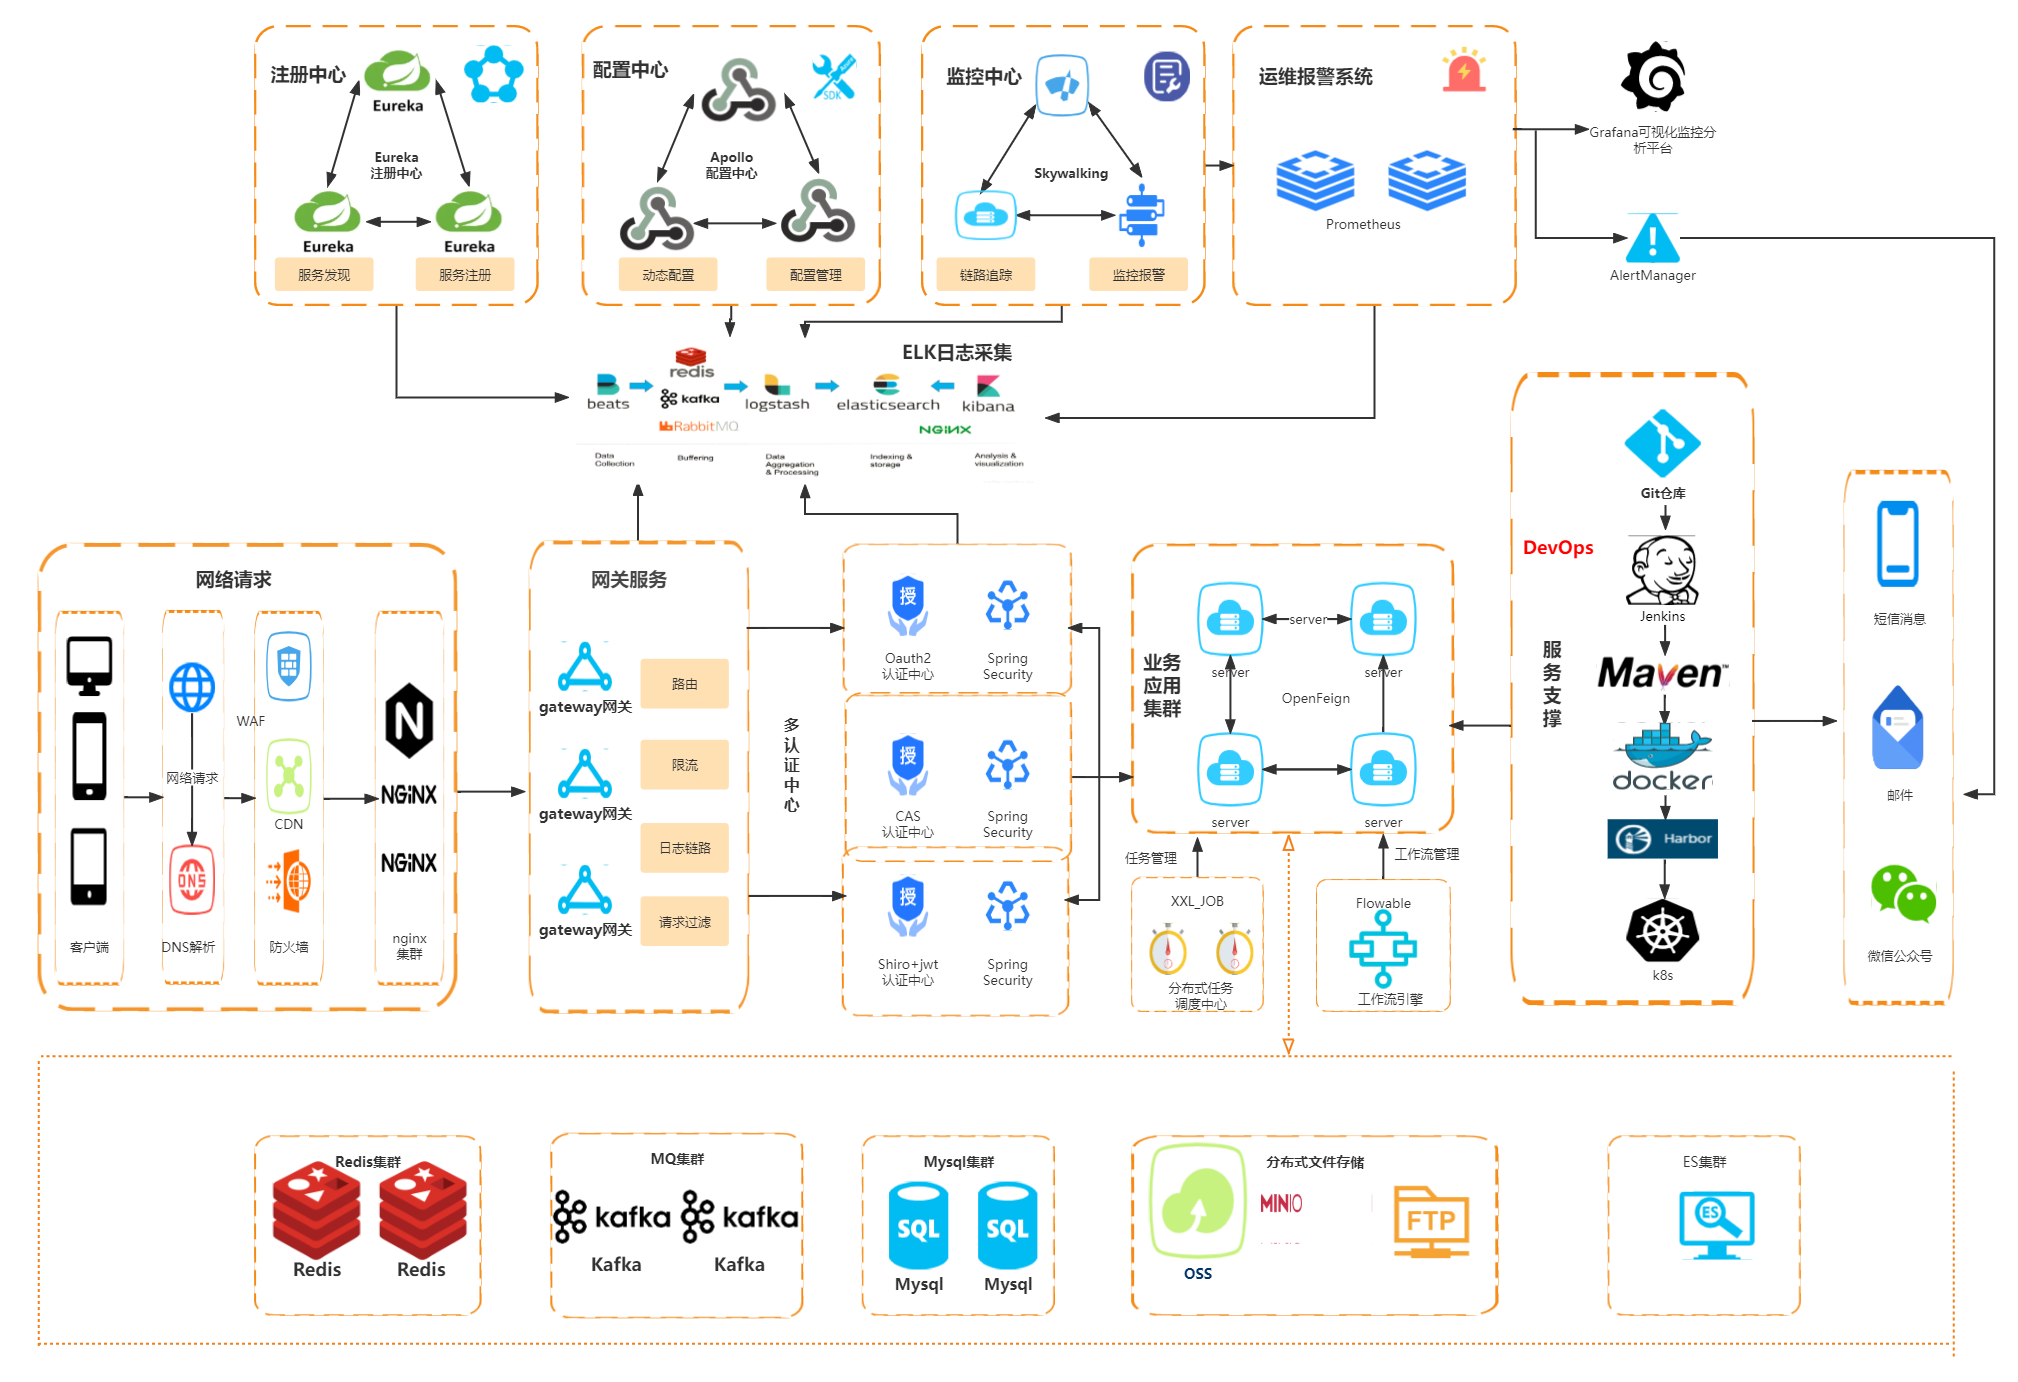 注册中心
Eureka
Eureka
注册中心
Eureka
Eureka
服务发现
服务注册
配置中心
Azure
SDK
Apollo
配置中心
动态配置
配置管理
监控中心
Skywalking
链路追踪
监控报警
运维报警系统
Prometheus
Grafana可视化监控分
析平台
AlertManager
ELK日志采集
redis
beats
kafka
logstash
elasticsearch
kibana
RabbitMQ
NGINX
Data
Collection
Buffering
Data
Aggregation
& Processing
Indexing &
storage
Analysis &
visualization
网络请求
WAF
网络请求
CDN
DNS
NGINX
NGINX
客户端
DNS解析
防火墙
nginx
集群
网关服务
gateway网关
gateway网关
gateway网关
路由
限流
日志链路
请求过滤
多认证中心
授
Oauth2
认证中心
Spring
Security
授
CAS
认证中心
Spring
Security
授
Shiro+jwt
认证中心
Spring
Security
业务
应用
集群
server
server
server
OpenFeign
server
server
任务管理
工作流管理
XXL_JOB
分布式任务
调度中心
Flowable
工作流引擎
DevOps
服务支撑
Git仓库
Jenkins
Maven™
docker
Harbor
k8s
短信消息
邮件
微信公众号
Redis集群
Redis
Redis
MQ集群
kafka
kafka
Kafka
Kafka
Mysql集群
SQL
SQL
Mysql
Mysql
分布式文件存储
MINIO
FTP
OSS
ES集群
ES